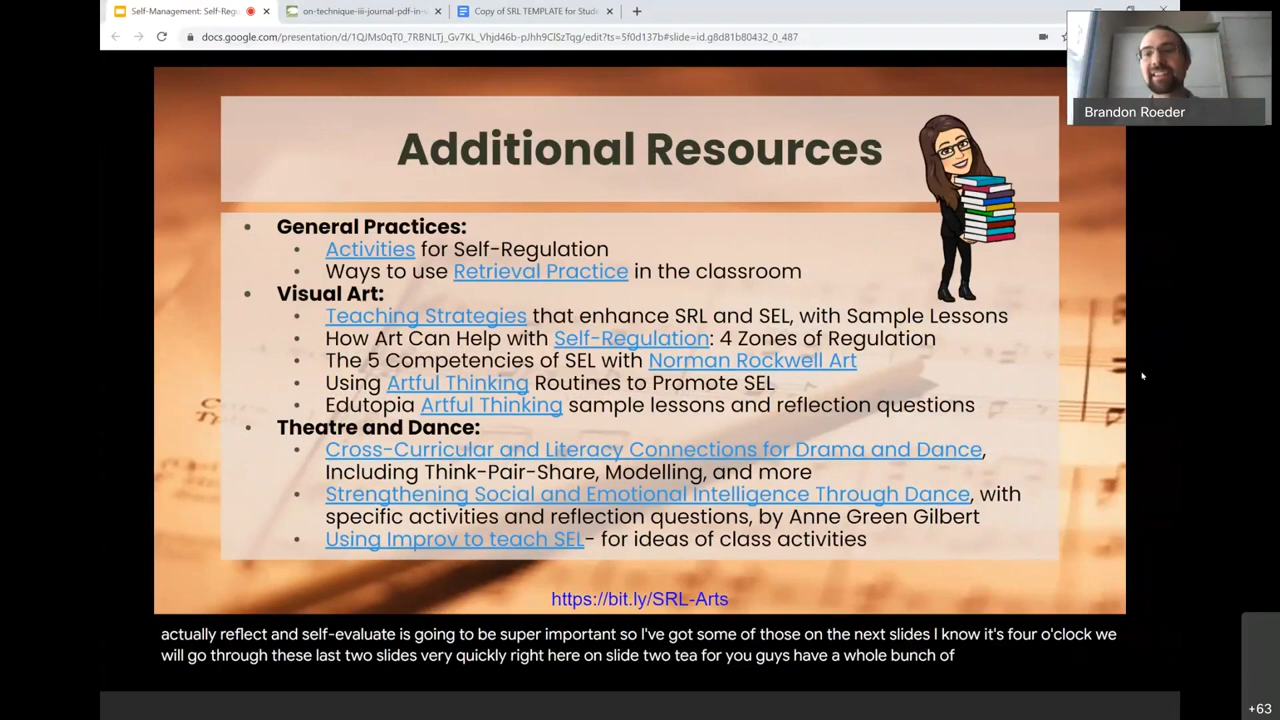 Self-Management: Self-Regu
on-technique-iii-journal-pdf-in-v
Copy of SRL TEMPLATE for Stude
docs.google.com/presentation/d/1QJMs0qT0_7RBNLTj_Gv7KL_Vhjd46b-pJhh9ClSzTqg/edit?ts=5f0d137b#slide=id.g8d81b80432_0_487
Brandon Roeder
Additional Resources
General Practices:
Activities for Self-Regulation
Ways to use Retrieval Practice in the classroom
Visual Art:
Teaching Strategies that enhance SRL and SEL, with Sample Lessons
How Art Can Help with Self-Regulation: 4 Zones of Regulation
The 5 Competencies of SEL with Norman Rockwell Art
Using Artful Thinking Routines to Promote SEL
Edutopia Artful Thinking sample lessons and reflection questions
Theatre and Dance:
Cross-Curricular and Literacy Connections for Drama and Dance,
Including Think-Pair-Share, Modelling, and more
Strengthening Social and Emotional Intelligence Through Dance, with
specific activities and reflection questions, by Anne Green Gilbert
Using Improv to teach SEL- for ideas of class activities
https://bit.ly/SRL-Arts
actually reflect and self-evaluate is going to be super important so I've got some of those on the next slides I know it's four o'clock we
will go through these last two slides very quickly right here on slide two tea for you guys have a whole bunch of
+63